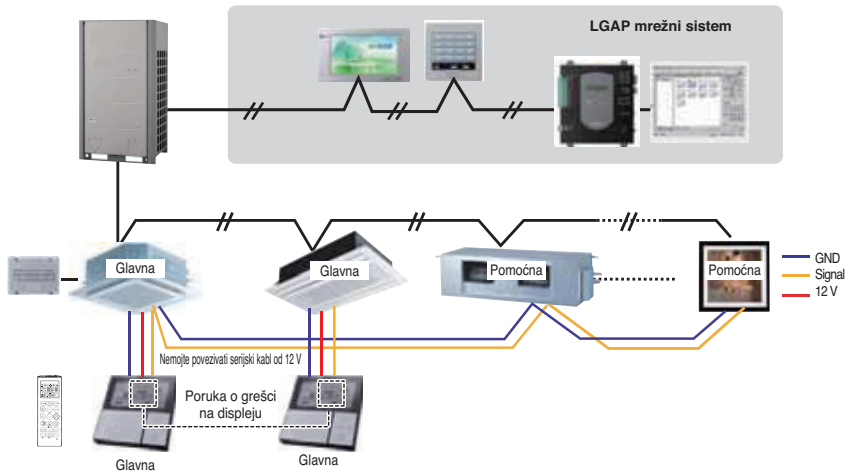 LGAP mrežni sistem
Glavna
Glavna
Pomoćna
Pomoćna
GND
Signal
12 V
Nemojte povezivati serijski kabl od 12 V
Poruka o grešci
na displeju
Glavna
Glavna